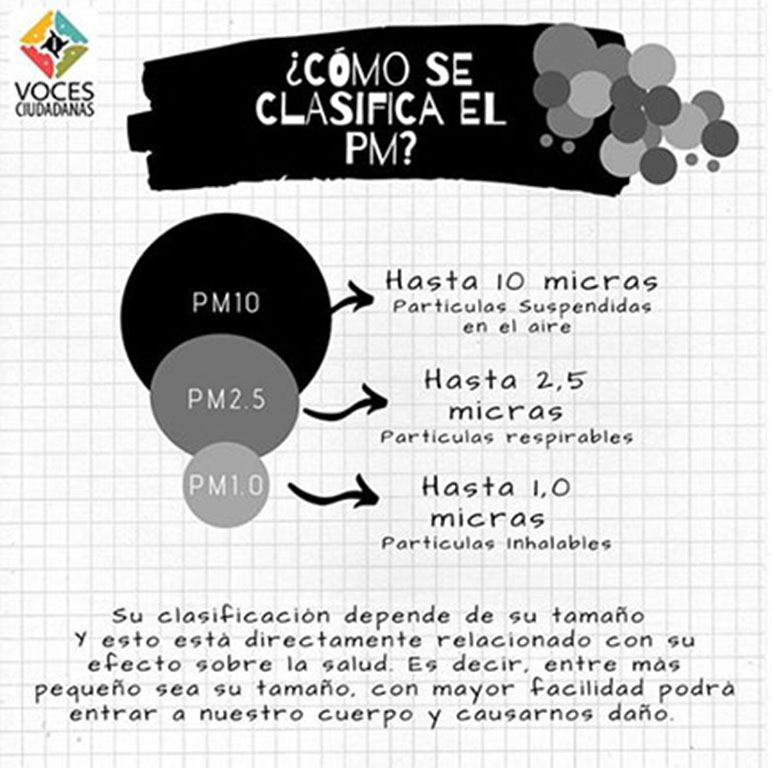 VOCES
CIUDADANAS
¿CÓMO SE
CLASIFICA EL
PM?
PM10
Hasta 10 micras
Partículas Suspendidas
en el aire
PM2.5
Hasta 2,5
micras
Partículas respirables
PM1.0
Hasta 1,0
micras
Partículas Inhalables
Su clasificación depende de su tamaño
Y esto está directamente relacionado con su
efecto sobre la salud. Es decir, entre más
pequeño sea su tamaño, con mayor facilidad podrá
entrar a nuestro cuerpo y causarnos daño.